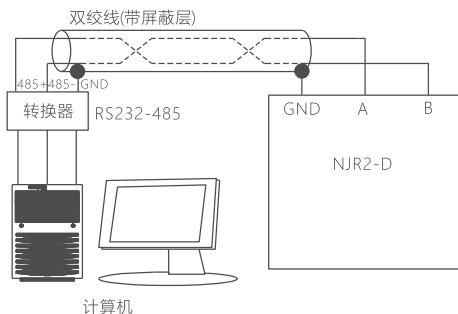 双绞线(带屏蔽层)
485+485-GND
转换器
RS232-485
GND
A
B
NJR2-D
计算机